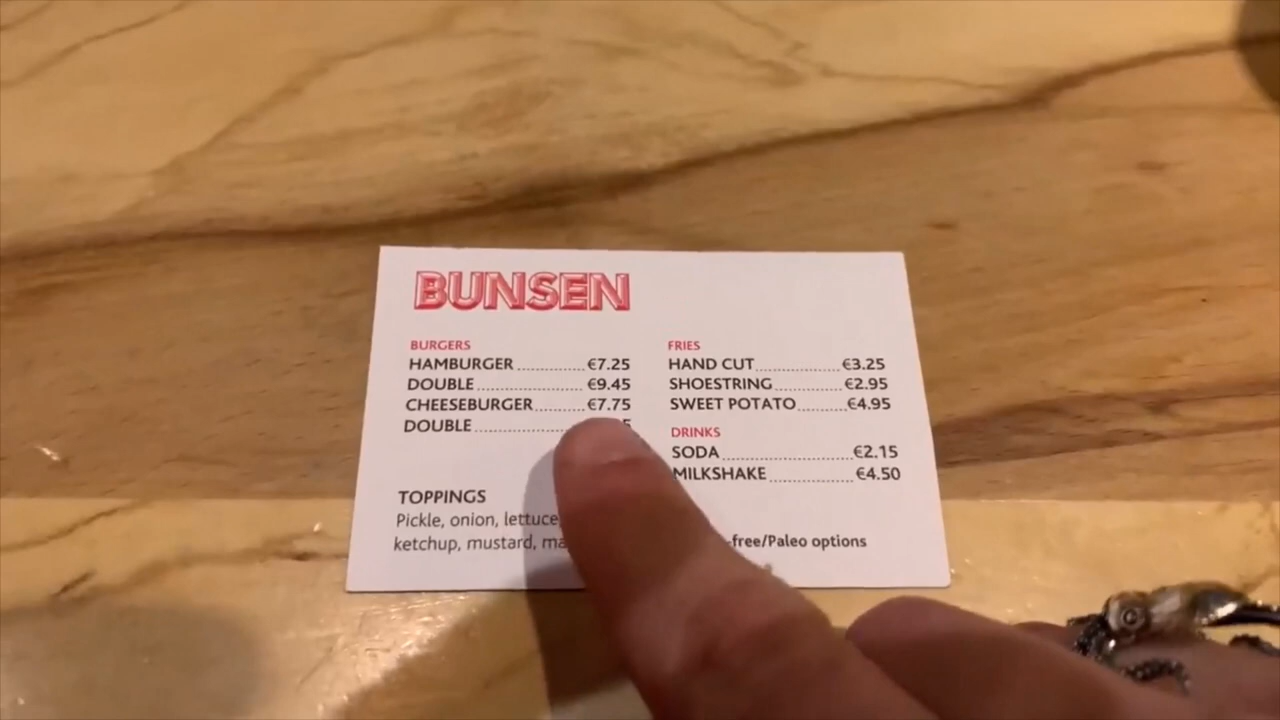 BUNSEN
BURGERS
HAMBURGER €7.25
DOUBLE €9.45
CHEESEBURGER €7.75
DOUBLE
TOPPINGS
Pickle, onion, lettuce,
ketchup, mustard,
FRIES
HAND CUT €3.25
SHOESTRING €2.95
SWEET POTATO €4.95
DRINKS
SODA €2.15
MILKSHAKE €4.50
-free/Paleo options